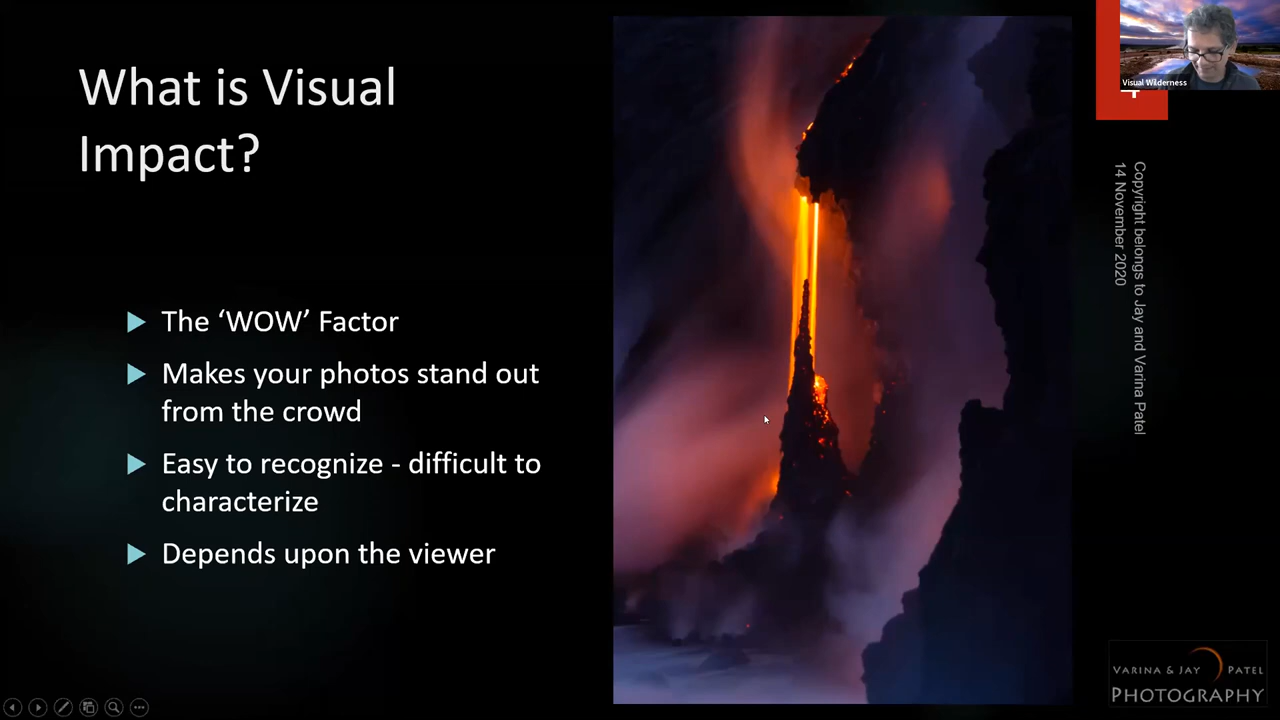 What is Visual
Impact?
The ‘WOW’ Factor
Makes your photos stand out
from the crowd
Easy to recognize - difficult to
characterize
Depends upon the viewer
Visual Wilderness
Copyright belongs to Jay and Varina Patel
14 November 2020
VARINA & JAY PATEL
PHOTOGRAPHY